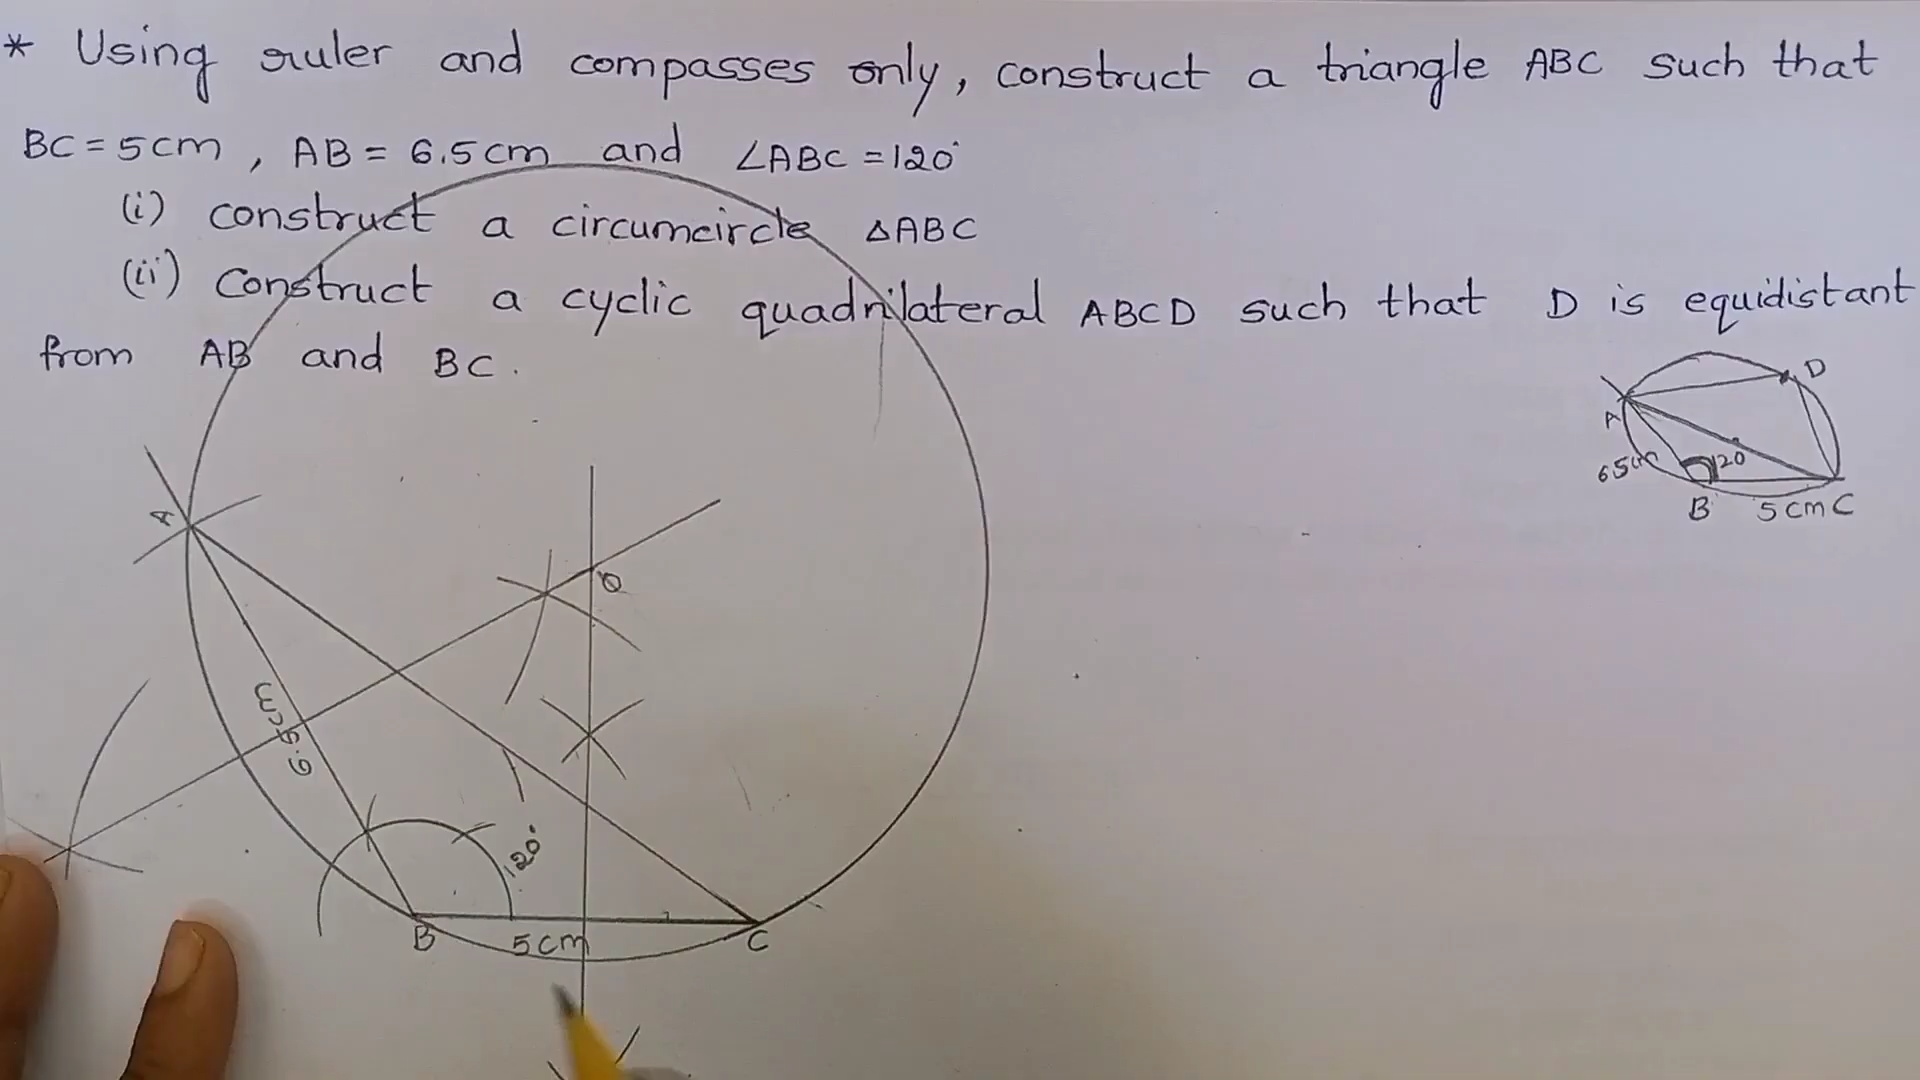 * Using ruler and compasses only, construct a triangle ABC such that
BC = 5cm, AB = 6.5cm and ∠ABC = 120°
(i) construct a circumcircle △ABC
(ii) Construct a cyclic quadrilateral ABCD such that D is equidistant
from AB and BC.
D
A
6.5cm
120
B 5cm C
A
O
6.5cm
120°
B 5cm C